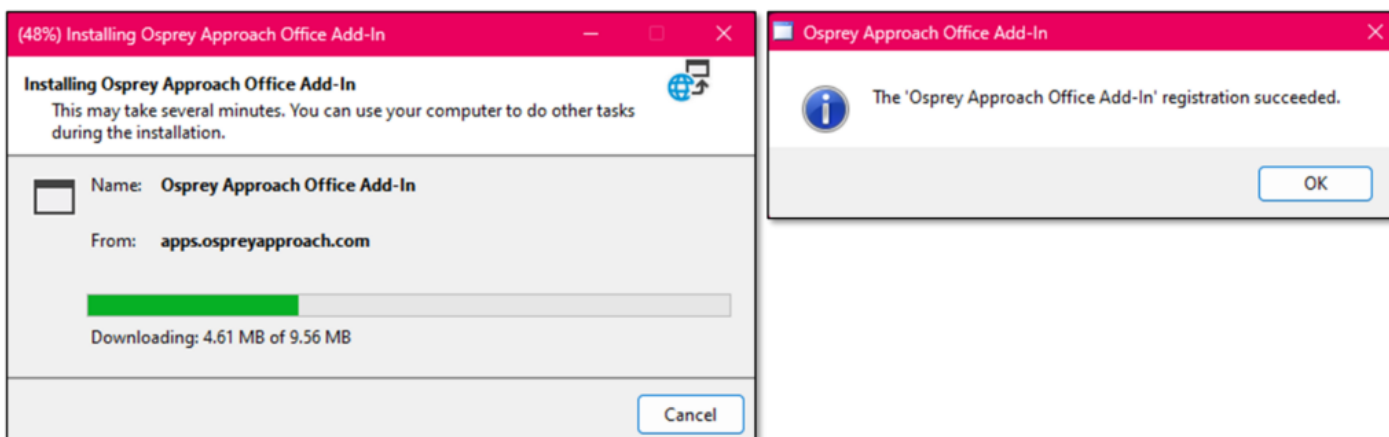 (48%) Installing Osprey Approach Office Add-In
Installing Osprey Approach Office Add-In
This may take several minutes. You can use your computer to do other tasks
during the installation.
Name: Osprey Approach Office Add-In
From: apps.ospreyapproach.com
Downloading: 4.61 MB of 9.56 MB
Cancel
Osprey Approach Office Add-In
The 'Osprey Approach Office Add-In' registration succeeded.
OK